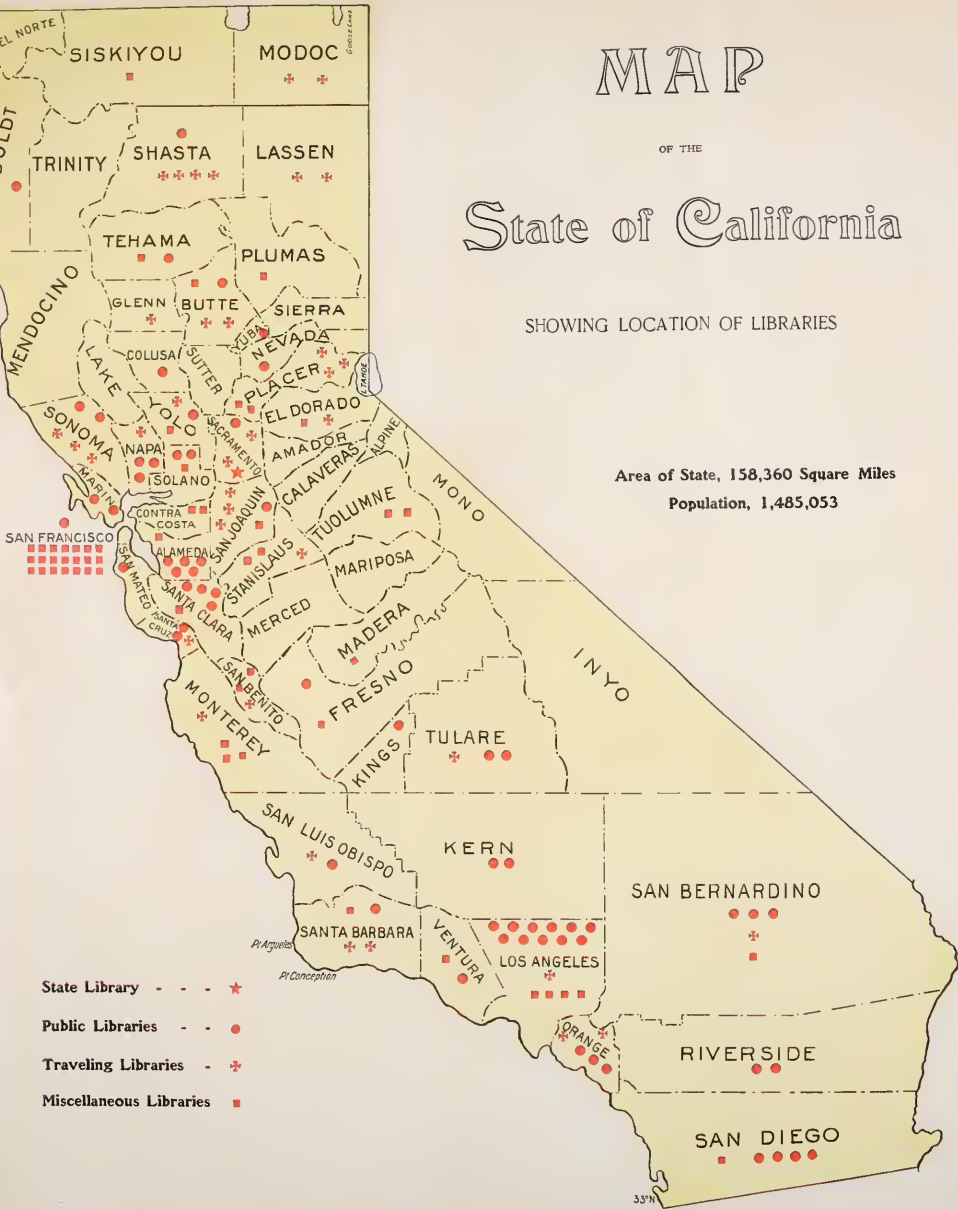 MAP
OF THE
State of California
SHOWING LOCATION OF LIBRARIES
Area of State, 158,360 Square Miles
Population, 1,485,053
EL NORTE
SISKIYOU
MODOC
GOOSE LAKE
TRINITY
SHASTA
LASSEN
TEHAMA
PLUMAS
MENDOCINO
GLENN
BUTTE
SIERRA
YUBA
NEVADA
LAKE
COLUSA
SUTTER
PLACER
L. TAHOE
SONOMA
YOLO
SACRAMENTO
EL DORADO
NAPA
SOLANO
AMADOR
ALPINE
MARIN
CONTRA
COSTA
SAN JOAQUIN
CALAVERAS
TUOLUMNE
MONO
SAN FRANCISCO
ALAMEDA
STANISLAUS
MARIPOSA
SAN MATEO
SANTA CLARA
SANTA
CRUZ
MERCED
MADERA
SAN BENITO
FRESNO
INYO
MONTEREY
KINGS
TULARE
SAN LUIS OBISPO
KERN
SAN BERNARDINO
SANTA BARBARA
VENTURA
LOS ANGELES
Pt Argueles
Pt Conception
ORANGE
RIVERSIDE
SAN DIEGO
33°N
State Library - - -
Public Libraries - -
Traveling Libraries -
Miscellaneous Libraries